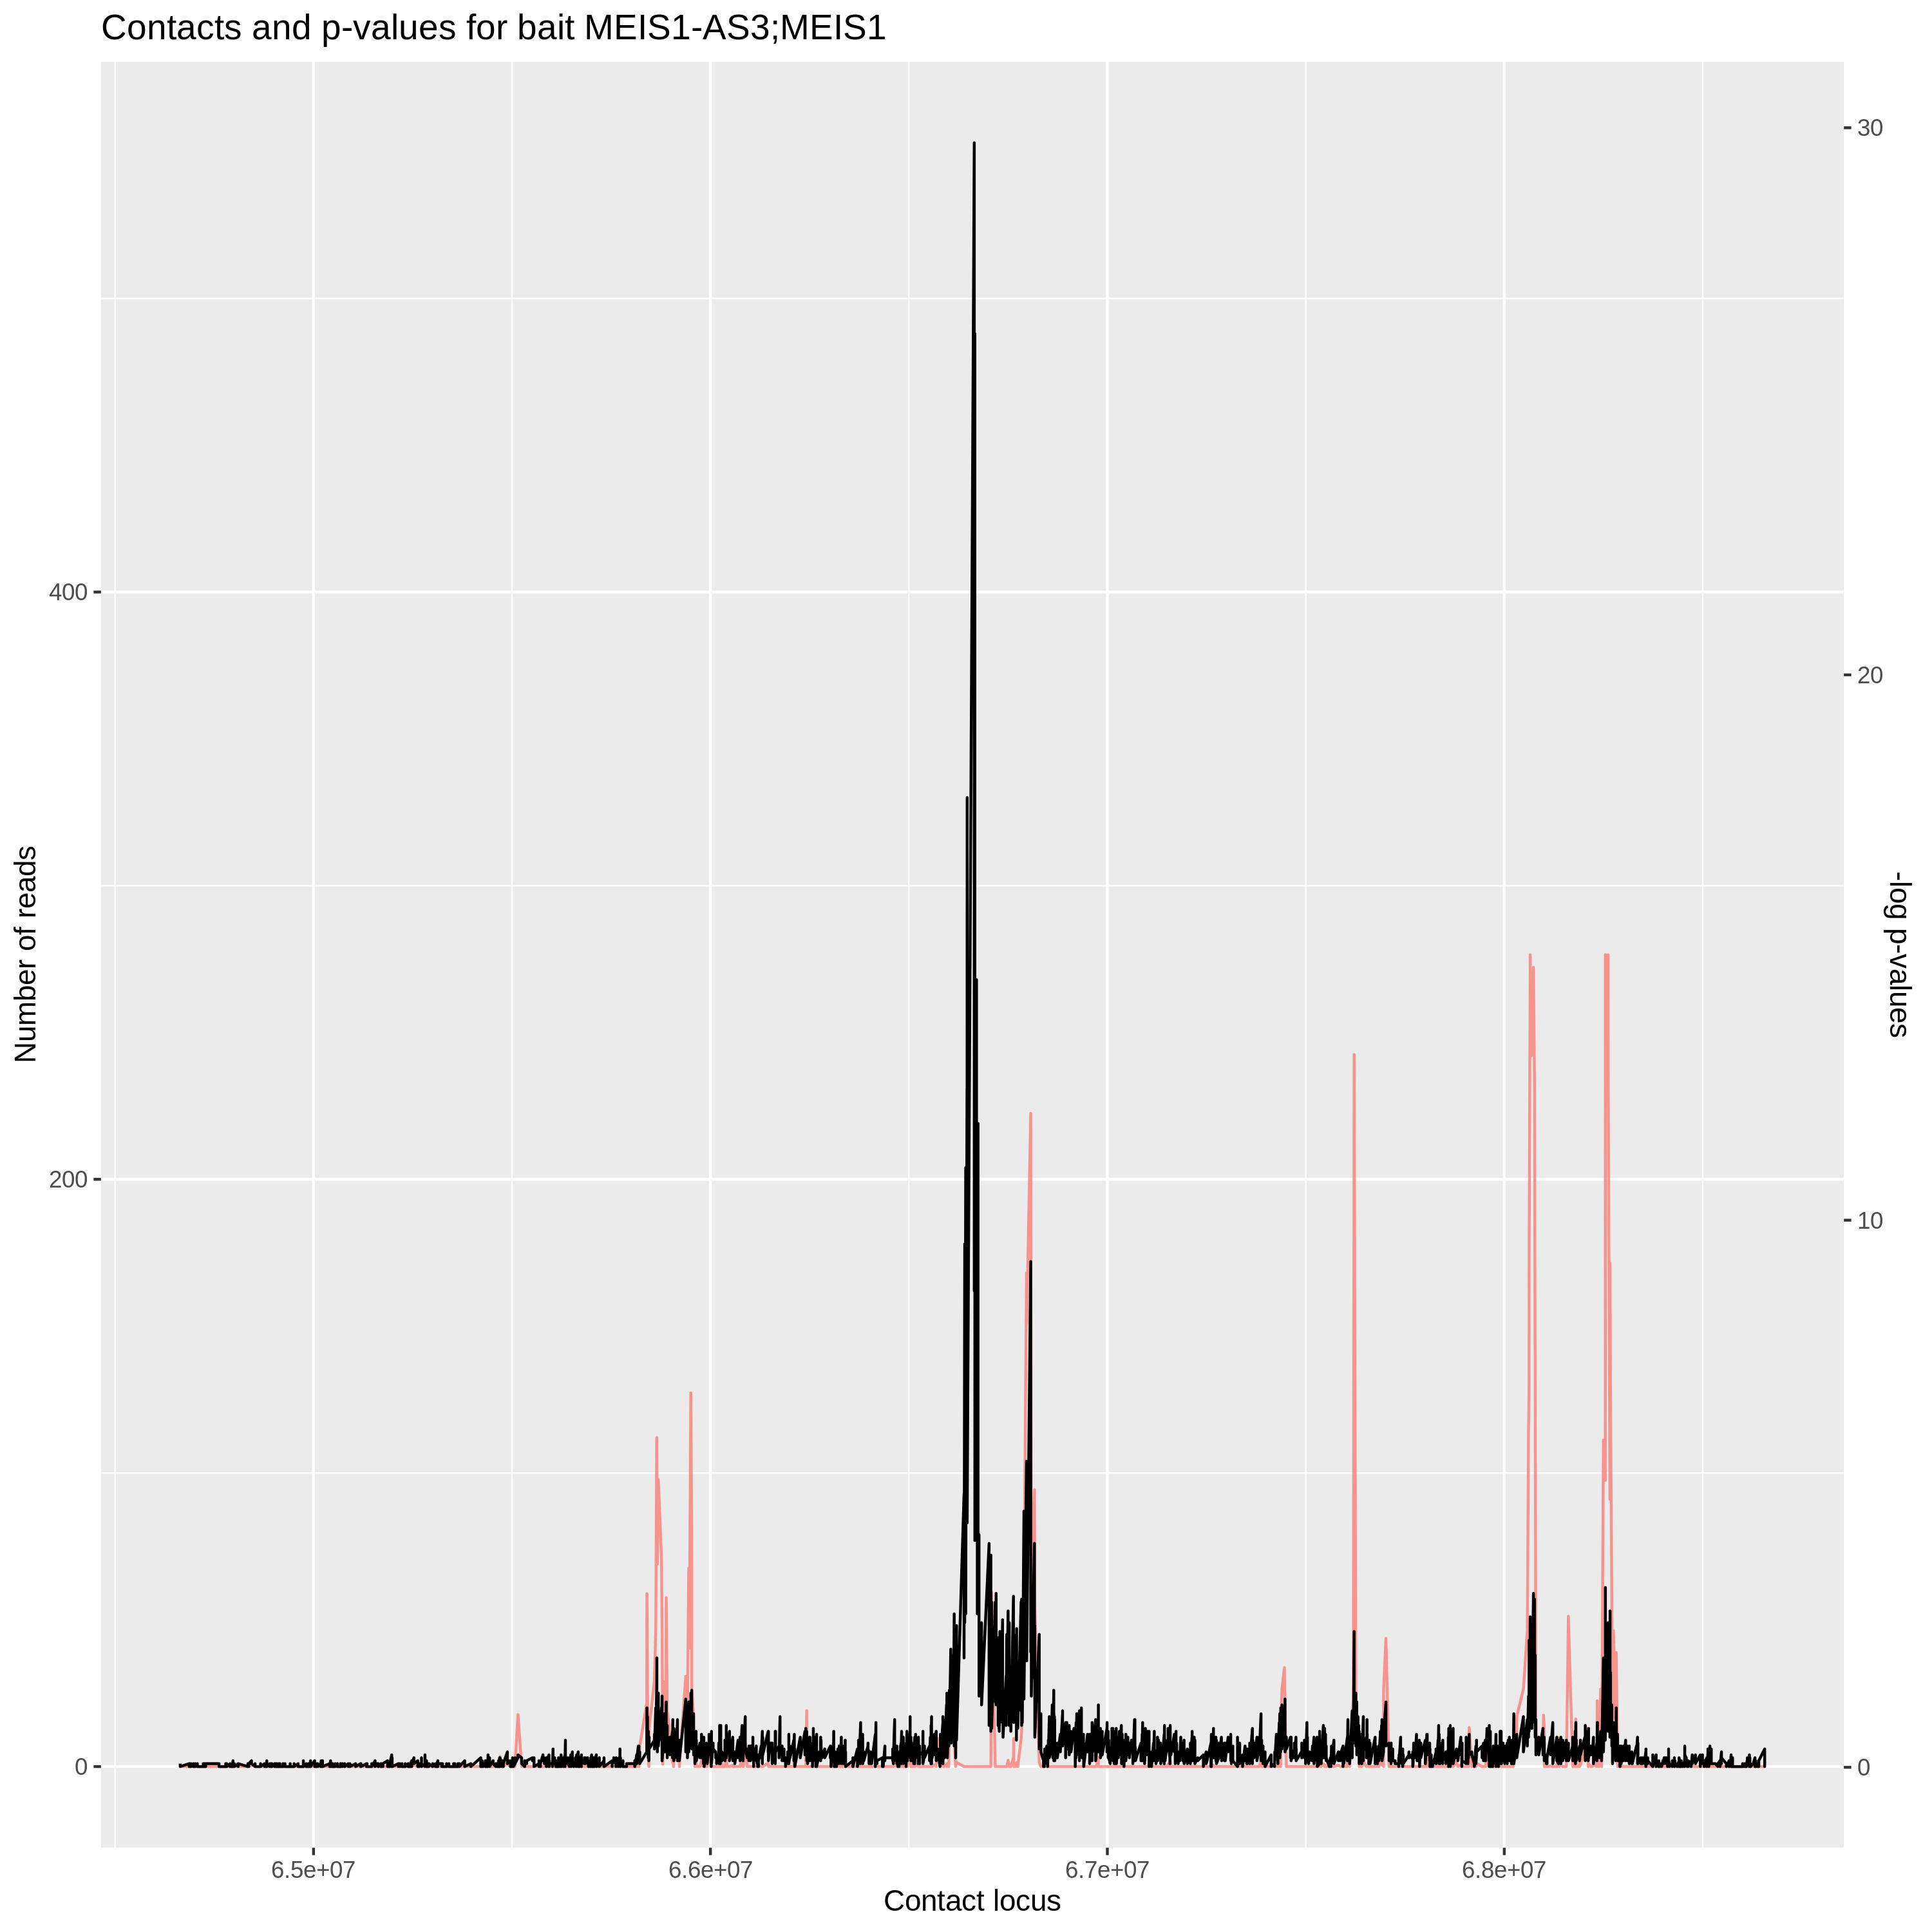 Contacts and p-values for bait MEIS1-AS3;MEIS1
30
400
20
Number of reads
-log p-values
200
10
0
0
6.5e+07
6.6e+07
6.7e+07
6.8e+07
Contact locus